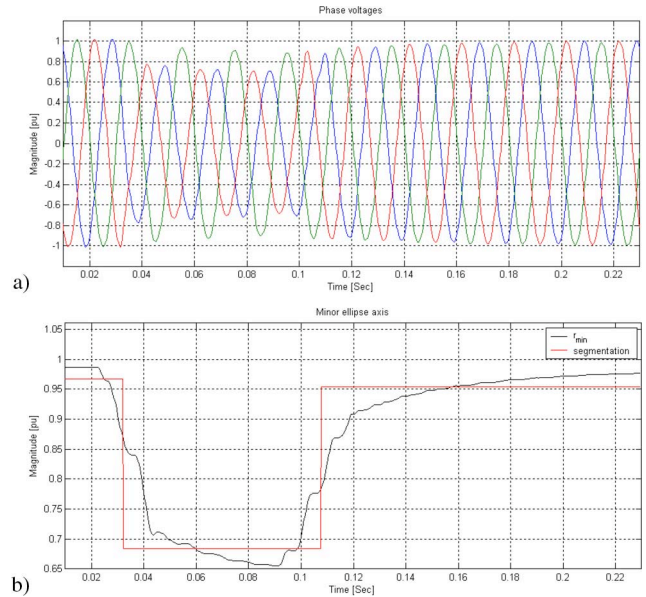 Phase voltages
1
0.8
0.6
0.4
0.2
0
-0.2
-0.4
-0.6
-0.8
-1
Magnitude [pu]
0.02 0.04 0.06 0.08 0.1 0.12 0.14 0.16 0.18 0.2 0.22
Time [Sec]
a)
Minor ellipse axis
1.05
1
0.95
0.9
0.85
0.8
0.75
0.7
0.65
Magnitude [pu]
r_min
segmentation
0.02 0.04 0.06 0.08 0.1 0.12 0.14 0.16 0.18 0.2 0.22
Time [Sec]
b)